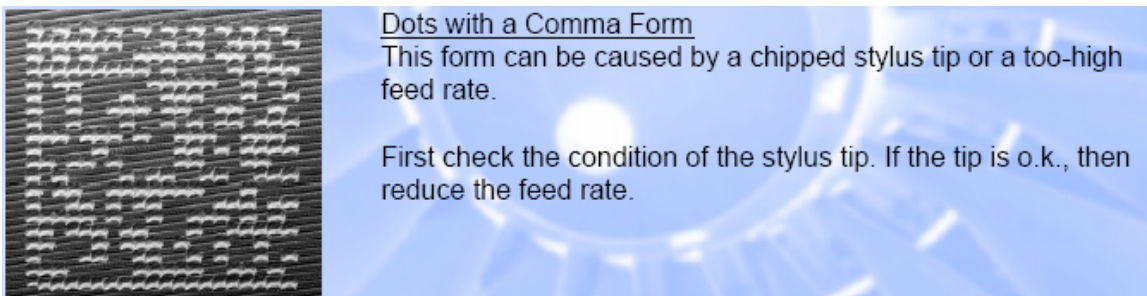 Dots with a Comma Form
This form can be caused by a chipped stylus tip or a too-high
feed rate.
First check the condition of the stylus tip. If the tip is o.k., then
reduce the feed rate.